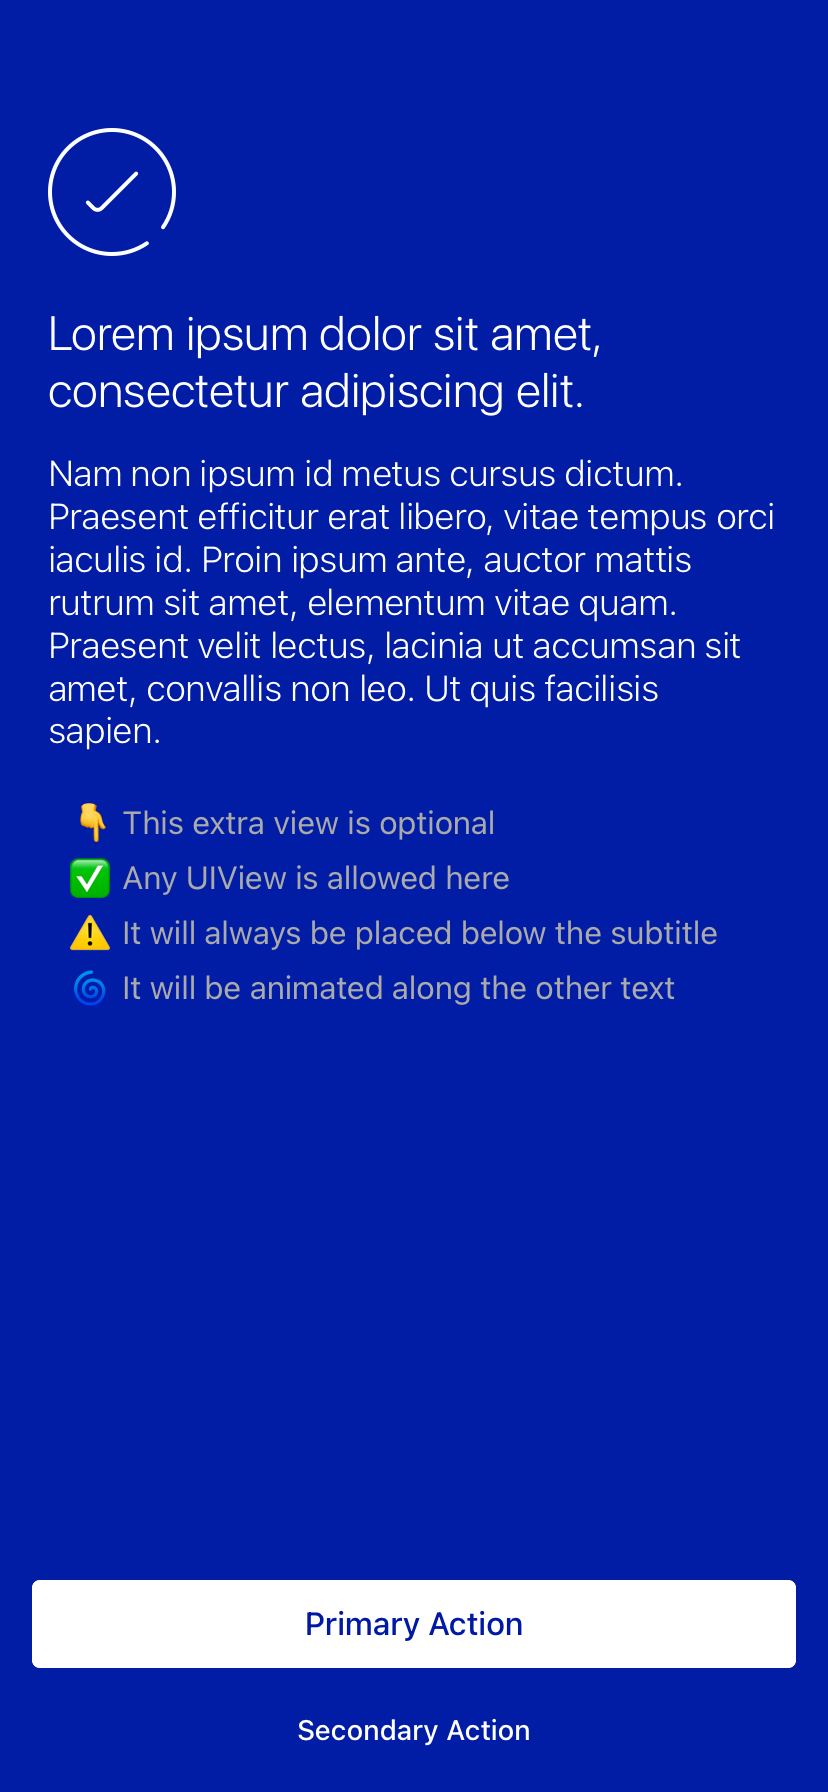 Lorem ipsum dolor sit amet,
consectetur adipiscing elit.
Nam non ipsum id metus cursus dictum.
Praesent efficitur erat libero, vitae tempus orci
iaculis id. Proin ipsum ante, auctor mattis
rutrum sit amet, elementum vitae quam.
Praesent velit lectus, lacinia ut accumsan sit
amet, convallis non leo. Ut quis facilisis
sapien.
👇 This extra view is optional
✅ Any UIView is allowed here
⚠️ It will always be placed below the subtitle
🌀 It will be animated along the other text
Primary Action
Secondary Action